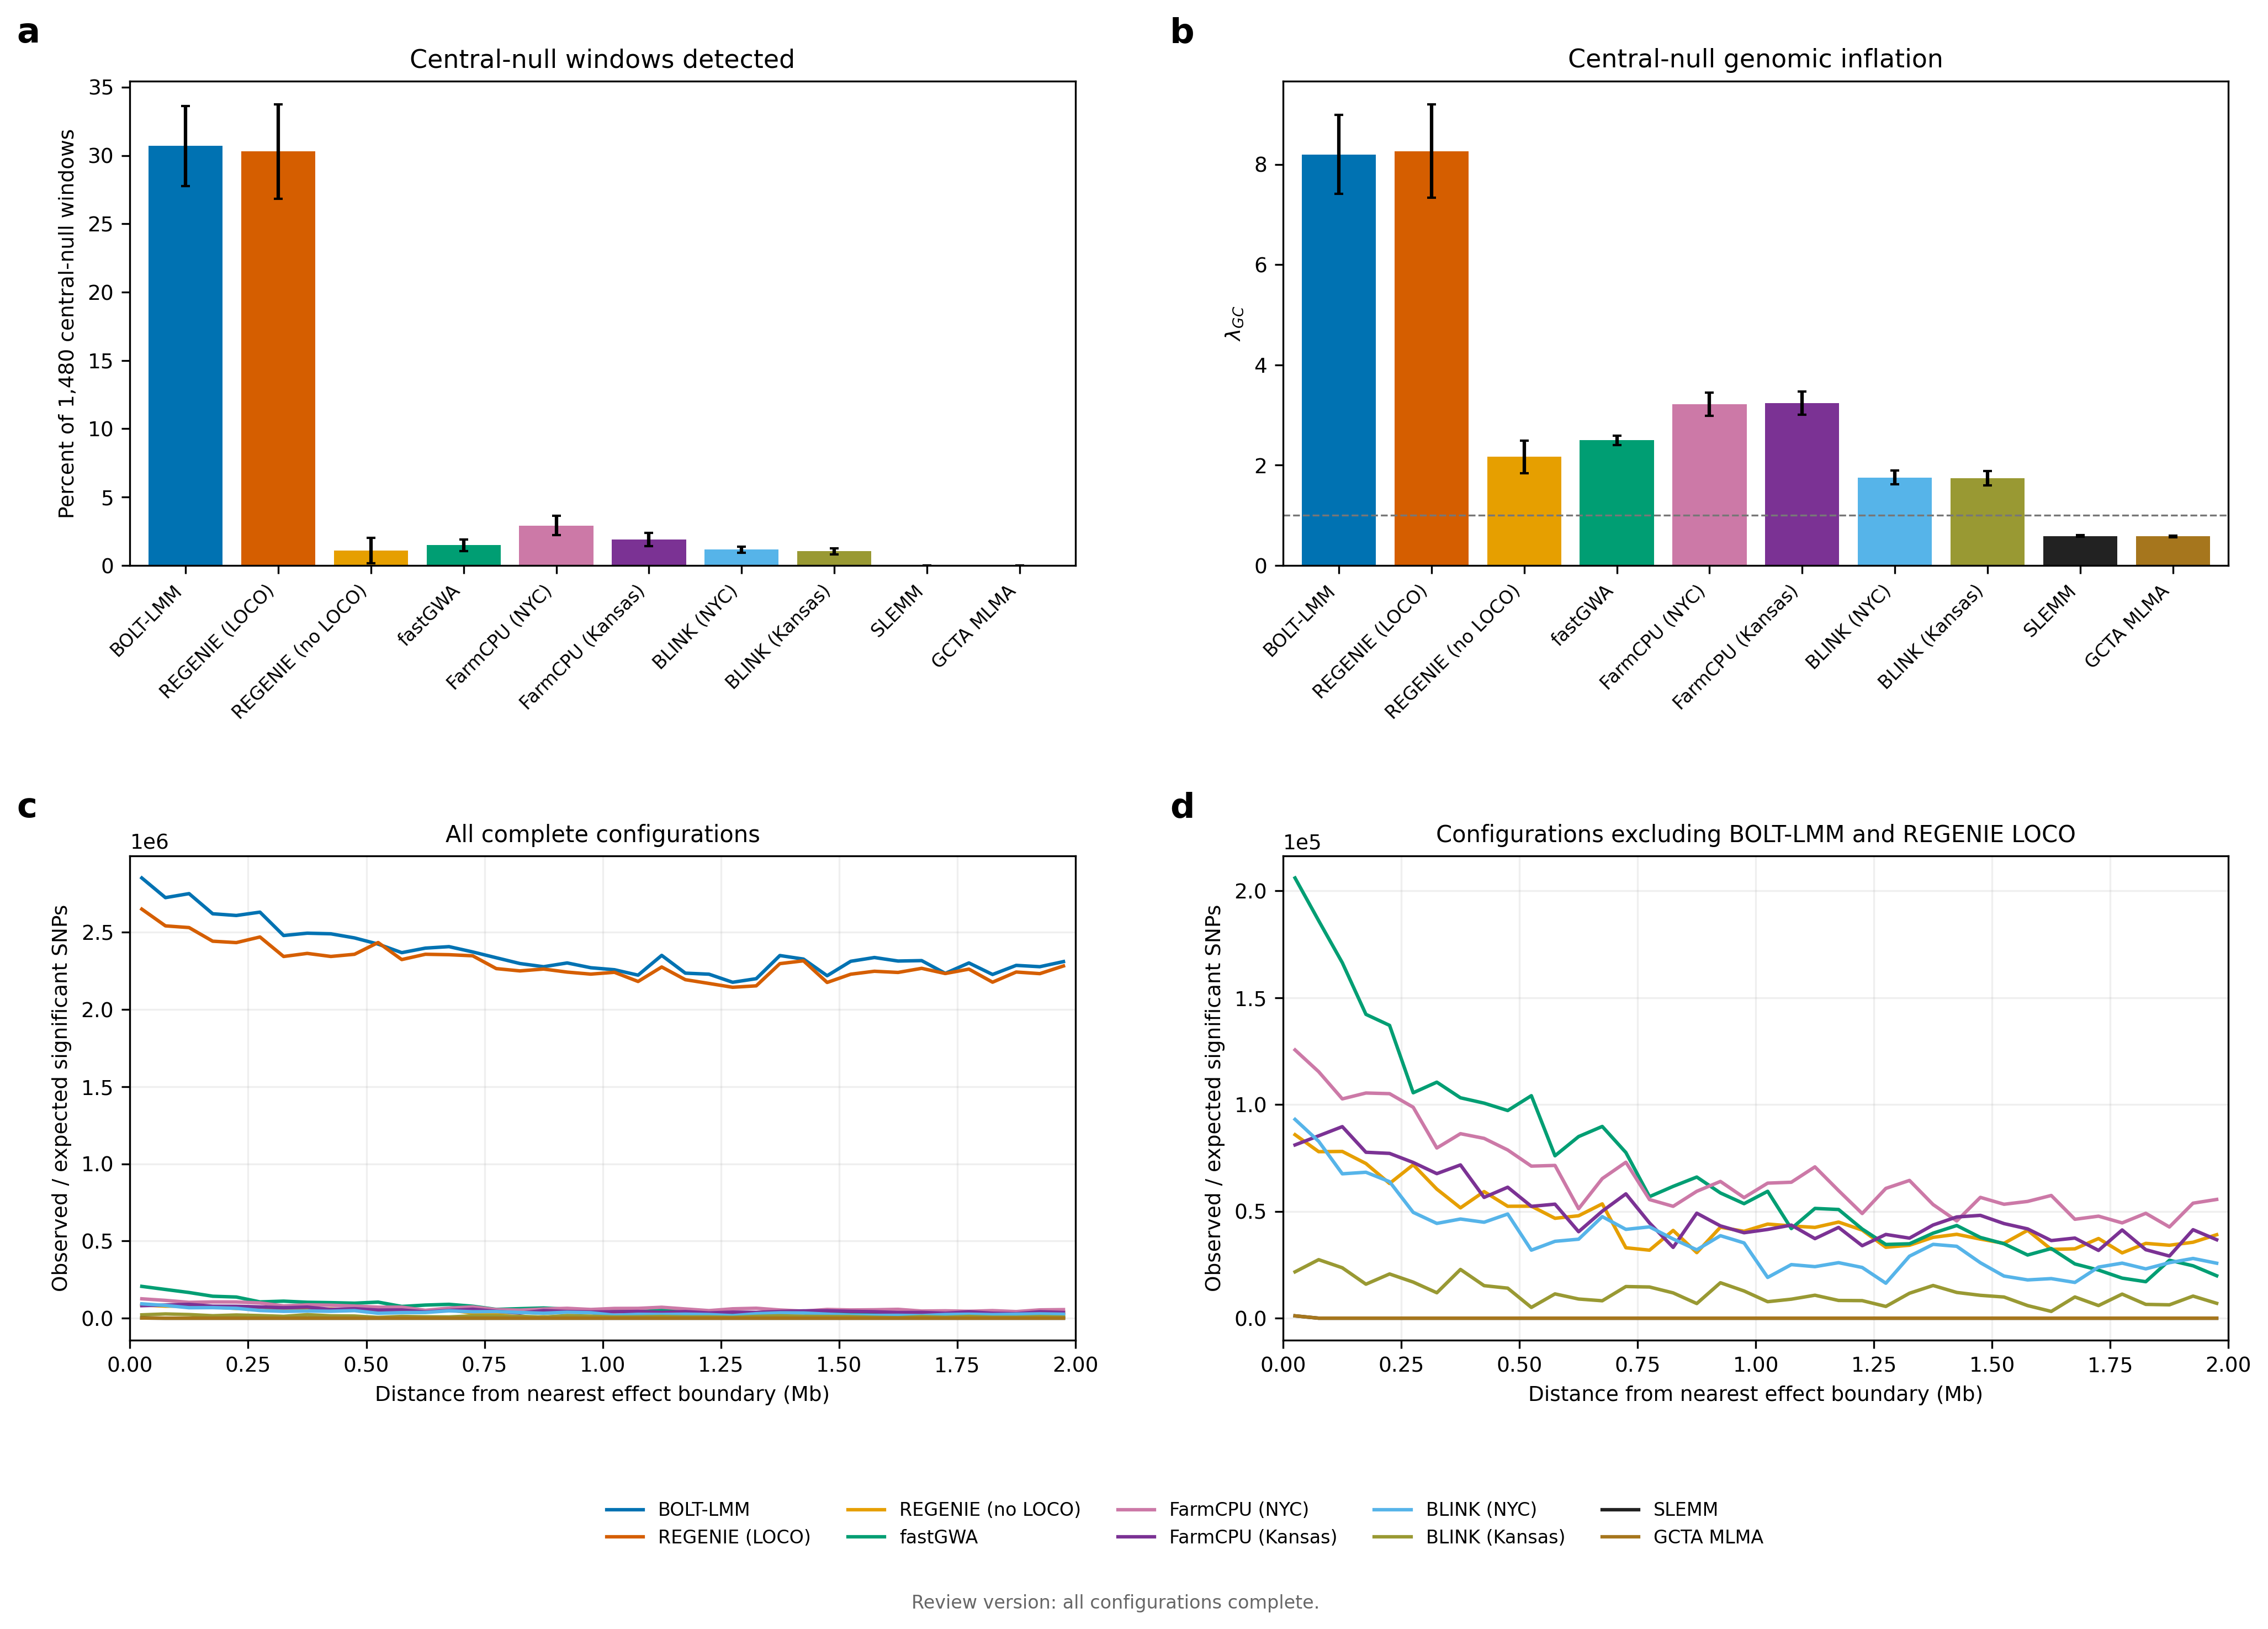 a
Central-null windows detected
Percent of 1,480 central-null windows
35
30
25
20
15
10
5
0
BOLT-LMM
REGENIE (LOCO)
REGENIE (no LOCO)
fastGWA
FarmCPU (NYC)
FarmCPU (Kansas)
BLINK (NYC)
BLINK (Kansas)
SLEMM
GCTA MLMA
b
Central-null genomic inflation
λGC
8
6
4
2
0
BOLT-LMM
REGENIE (LOCO)
REGENIE (no LOCO)
fastGWA
FarmCPU (NYC)
FarmCPU (Kansas)
BLINK (NYC)
BLINK (Kansas)
SLEMM
GCTA MLMA
c
All complete configurations
1e6
Observed / expected significant SNPs
2.5
2.0
1.5
1.0
0.5
0.0
0.00 0.25 0.50 0.75 1.00 1.25 1.50 1.75 2.00
Distance from nearest effect boundary (Mb)
d
Configurations excluding BOLT-LMM and REGENIE LOCO
1e5
Observed / expected significant SNPs
2.0
1.5
1.0
0.5
0.0
0.00 0.25 0.50 0.75 1.00 1.25 1.50 1.75 2.00
Distance from nearest effect boundary (Mb)
BOLT-LMM
REGENIE (LOCO)
REGENIE (no LOCO)
fastGWA
FarmCPU (NYC)
FarmCPU (Kansas)
BLINK (NYC)
BLINK (Kansas)
SLEMM
GCTA MLMA
Review version: all configurations complete.